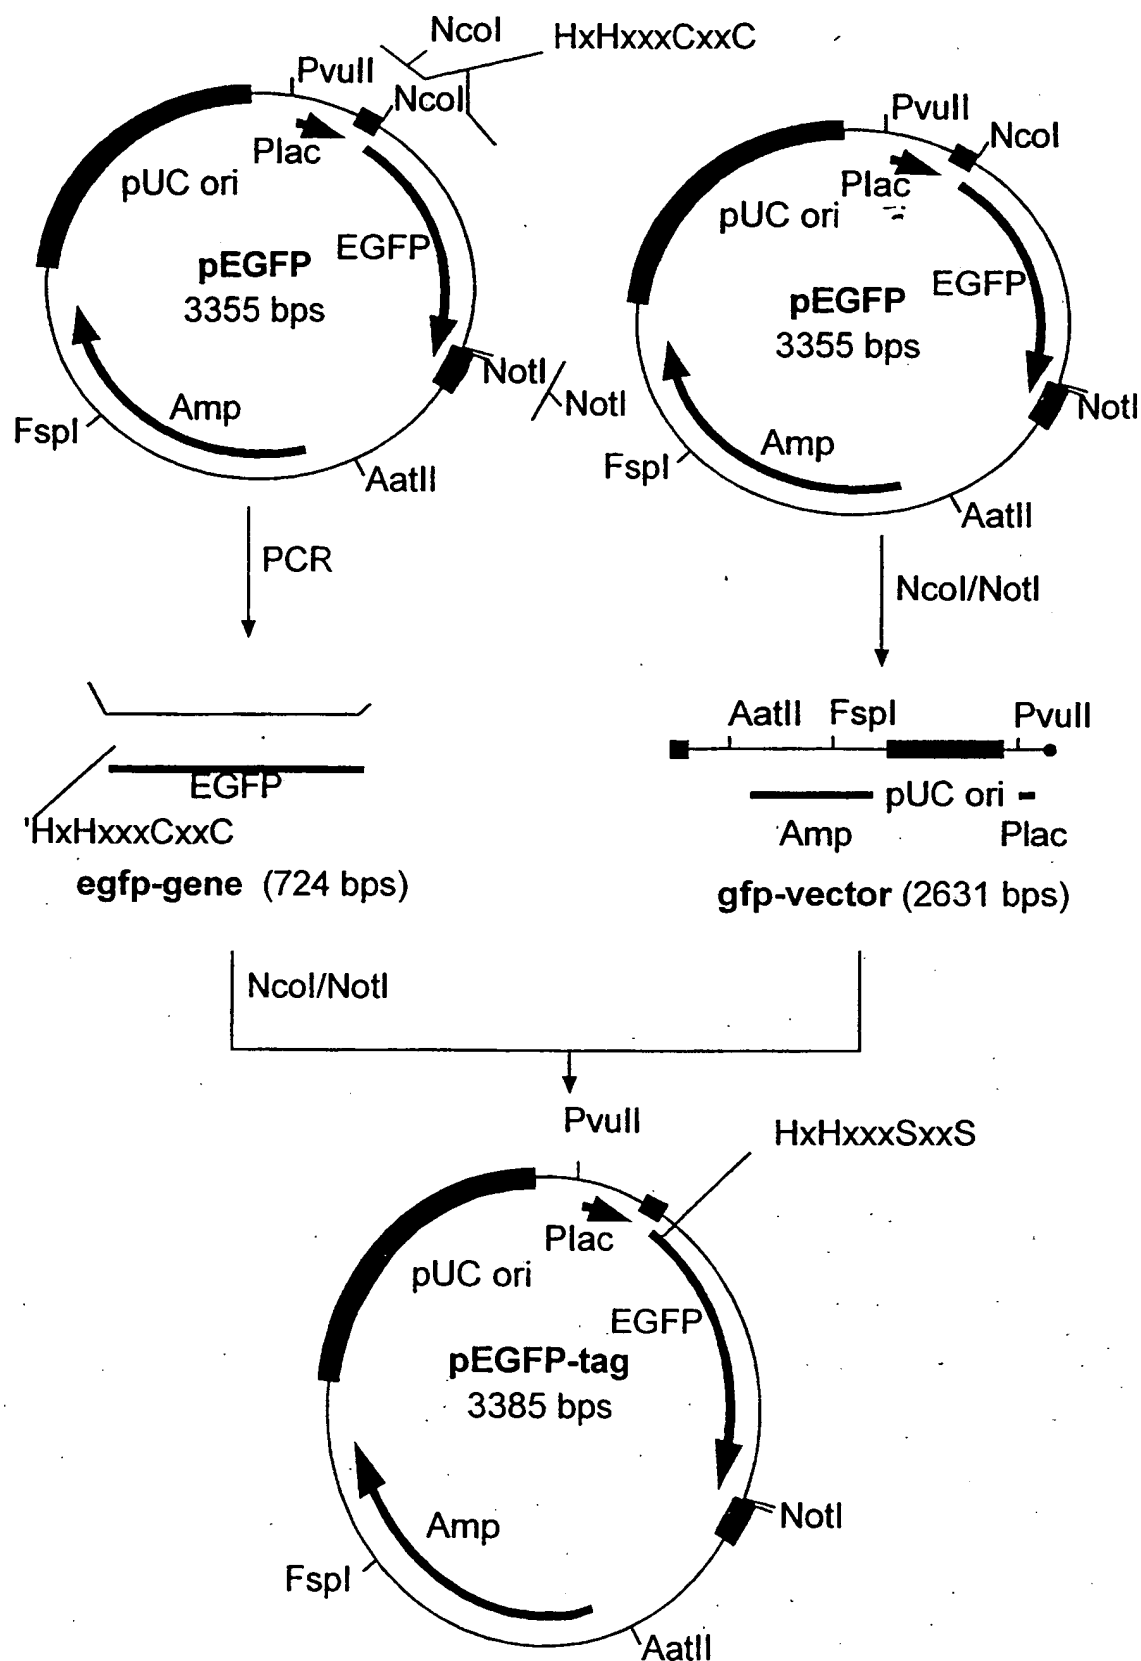 NcoI
HxHxxxCxxC
PvuII
NcoI
Plac
pUC ori
EGFP
pEGFP
3355 bps
NotI
NotI
Amp
FspI
AatII
PvuII
NcoI
Plac
pUC ori
EGFP
pEGFP
3355 bps
NotI
Amp
FspI
AatII
PCR
NcoI/NotI
EGFP
'HxHxxxCxxC
egfp-gene (724 bps)
AatII FspI PvuII
pUC ori
Amp Plac
gfp-vector (2631 bps)
NcoI/NotI
PvuII
HxHxxxSxxS
Plac
pUC ori
EGFP
pEGFP-tag
3385 bps
NotI
Amp
FspI
AatII